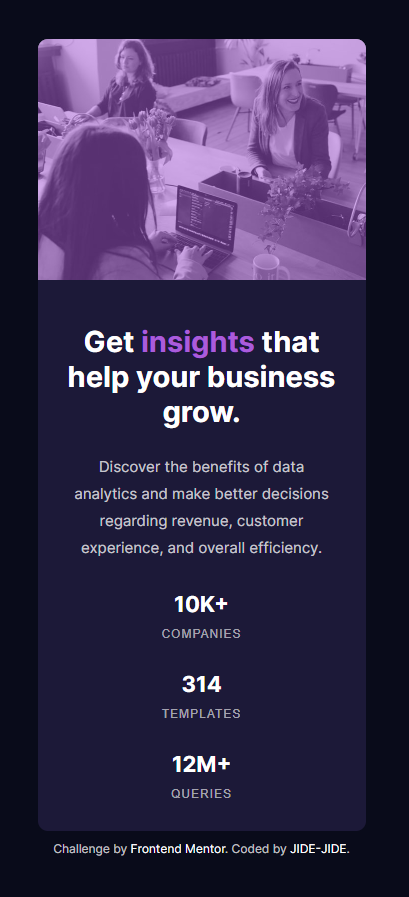 Get insights that
help your business
grow.
Discover the benefits of data
analytics and make better decisions
regarding revenue, customer
experience, and overall efficiency.
10K+
COMPANIES
314
TEMPLATES
12M+
QUERIES
Challenge by Frontend Mentor. Coded by JIDE-JIDE.